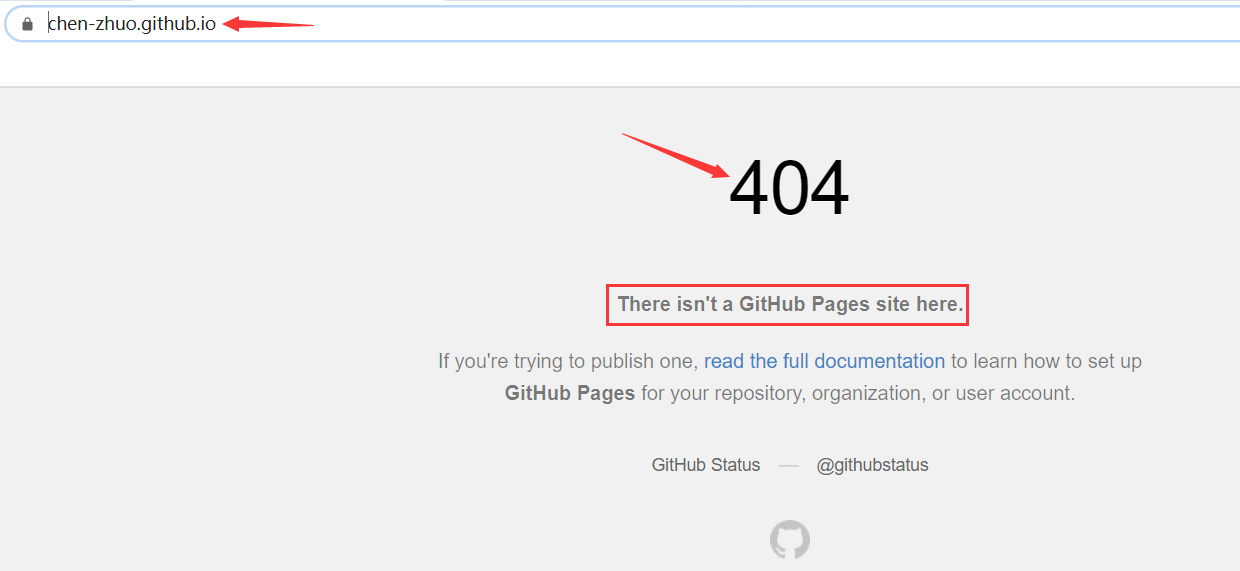 chen-zhuo.github.io
404
There isn't a GitHub Pages site here.
If you're trying to publish one, read the full documentation to learn how to set up
GitHub Pages for your repository, organization, or user account.
GitHub Status — @githubstatus